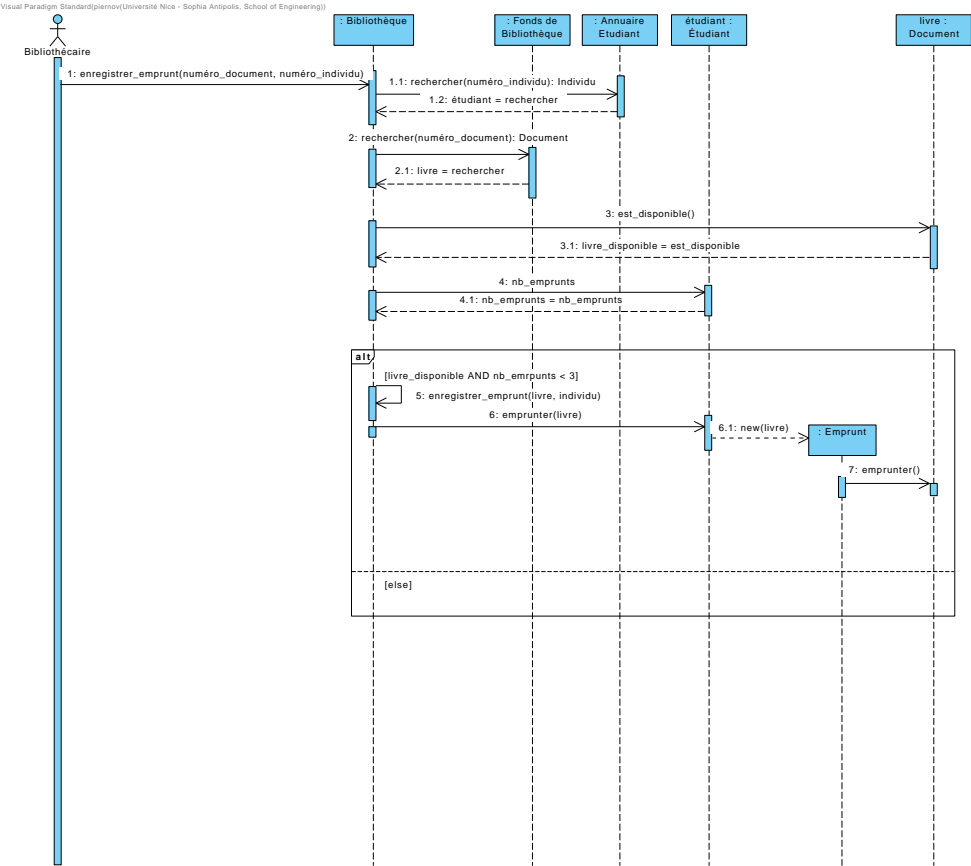 Visual Paradigm Standard(piernov(Université Nice - Sophia Antipolis, School of Engineering))
Bibliothécaire
: Bibliothèque
: Fonds de
Bibliothèque
: Annuaire
Etudiant
étudiant :
Étudiant
livre :
Document
1: enregistrer_emprunt(numéro_document, numéro_individu)
1.1: rechercher(numéro_individu): Individu
1.2: étudiant = rechercher
2: rechercher(numéro_document): Document
2.1: livre = rechercher
3: est_disponible()
3.1: livre_disponible = est_disponible
4: nb_emprunts
4.1: nb_emprunts = nb_emprunts
alt
[livre_disponible AND nb_emrpunts < 3]
5: enregistrer_emprunt(livre, individu)
6: emprunter(livre)
6.1: new(livre)
: Emprunt
7: emprunter()
[else]